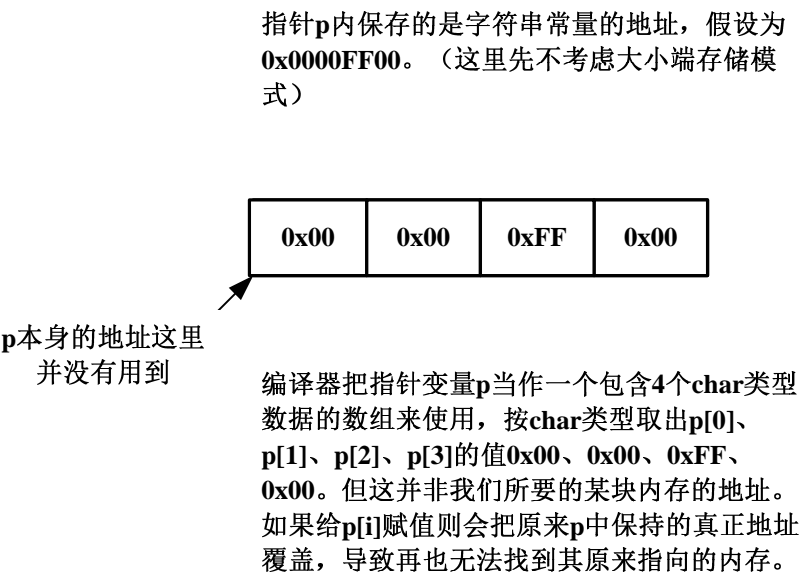 指针p内保存的是字符串常量的地址，假设为
0x0000FF00。（这里先不考虑大小端存储模
式）
0x00 0x00 0xFF 0x00
p本身的地址这里
并没有用到
编译器把指针变量p当作一个包含4个char类型
数据的数组来使用，按char类型取出p[0]、
p[1]、p[2]、p[3]的值0x00、0x00、0xFF、
0x00。但这并非我们所要的某块内存的地址。
如果给p[i]赋值则会把原来p中保持的真正地址
覆盖，导致再也无法找到其原来指向的内存。